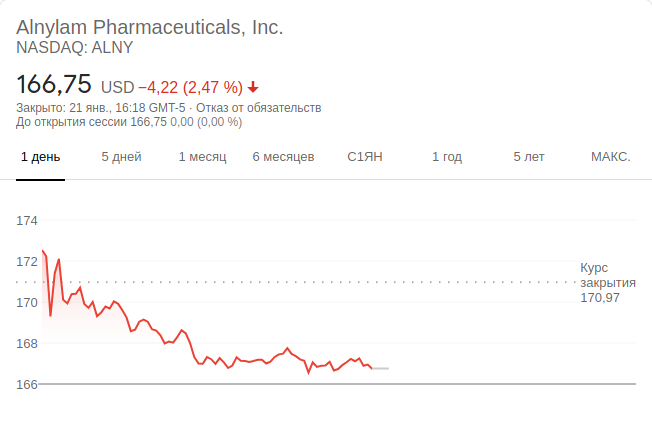 Alnylam Pharmaceuticals, Inc.
NASDAQ: ALNY
166,75 USD −4,22 (2,47 %)
Закрыто: 21 янв., 16:18 GMT-5 · Отказ от обязательств
До открытия сессии 166,75 0,00 (0,00 %)
1 день 5 дней 1 месяц 6 месяцев С1ЯН 1 год 5 лет МАКС.
174
172
Курс
закрытия
170,97
170
168
166